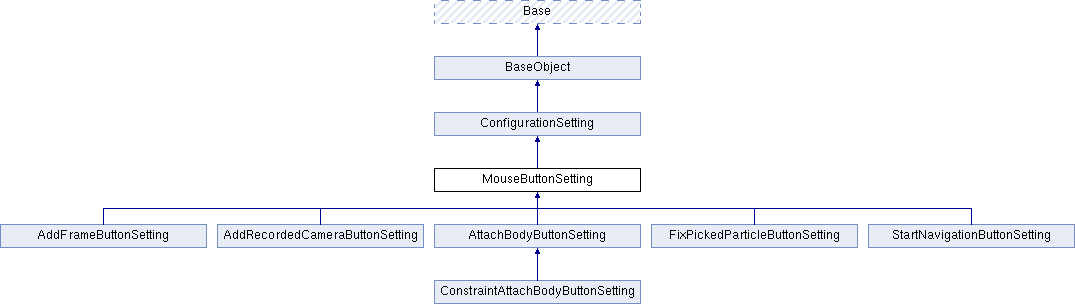 Base
BaseObject
ConfigurationSetting
MouseButtonSetting
AddFrameButtonSetting
AddRecordedCameraButtonSetting
AttachBodyButtonSetting
FixPickedParticleButtonSetting
StartNavigationButtonSetting
ConstraintAttachBodyButtonSetting